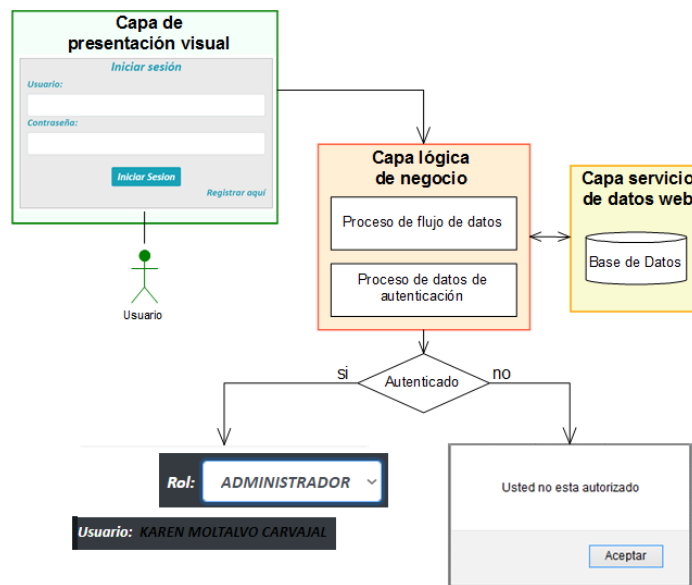 Capa de
presentación visual
Iniciar sesión
Usuario:
Contraseña:
Iniciar Sesion
Registrar aquí
Usuario
Capa lógica
de negocio
Proceso de flujo de datos
Proceso de datos de
autenticación
Capa servicio
de datos web
Base de Datos
Autenticado
si
no
Rol: ADMINISTRADOR
Usuario: KAREN MOLTALVO CARVAJAL
Usted no esta autorizado
Aceptar